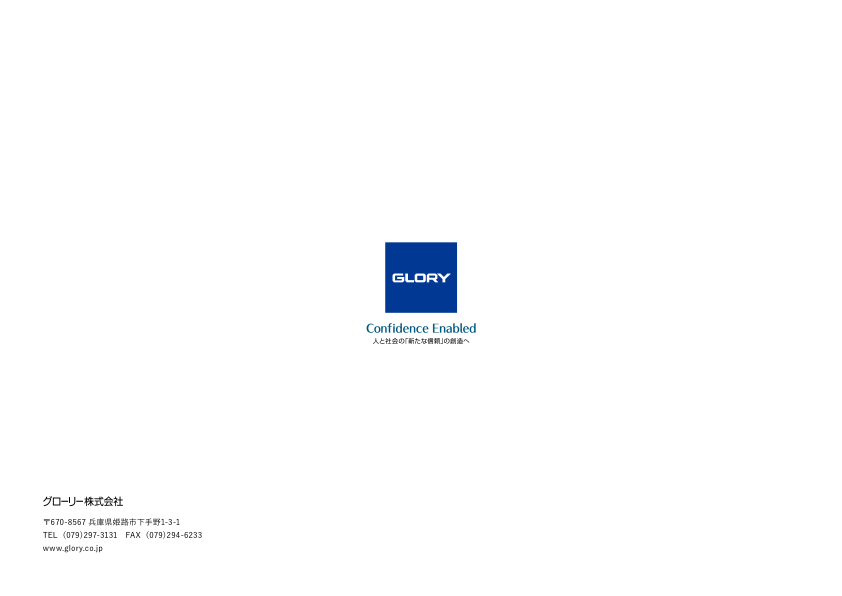 GLORY
Confidence Enabled
人と社会の「新たな信頼」の創造へ
グローリー株式会社
〒670-8567 兵庫県姫路市下手野1-3-1
TEL (079)297-3131 FAX (079)294-6233
www.glory.co.jp